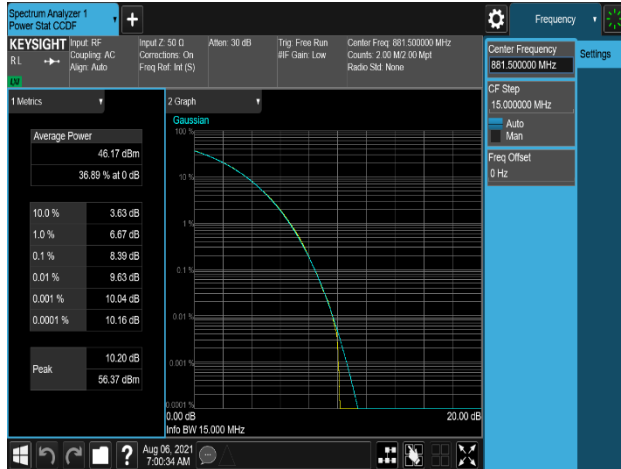 Spectrum Analyzer 1
Power Stat CCDF
Frequency
KEYSIGHT
Input: RF
Input Z: 50 Ω
Atten: 30 dB
Trig: Free Run
Center Freq: 881.500000 MHz
RL
Coupling: AC
Corrections: On
#IF Gain: Low
Counts: 2.00 M/2.00 Mpt
Align: Auto
Freq Ref: Int (S)
Radio Std: None
Center Frequency
881.500000 MHz
Settings
CF Step
15.000000 MHz
Auto
Man
Freq Offset
0 Hz
1 Metrics
Average Power
46.17 dBm
36.89 % at 0 dB
10.0 % 3.63 dB
1.0 % 6.67 dB
0.1 % 8.39 dB
0.01 % 9.63 dB
0.001 % 10.04 dB
0.0001 % 10.16 dB
Peak
10.20 dB
56.37 dBm
2 Graph
Gaussian
100 %
10 %
1 %
0.1 %
0.01 %
0.001 %
0.0001 %
0.00 dB
20.00 dB
Info BW 15.000 MHz
?
Aug 06, 2021
7:00:34 AM